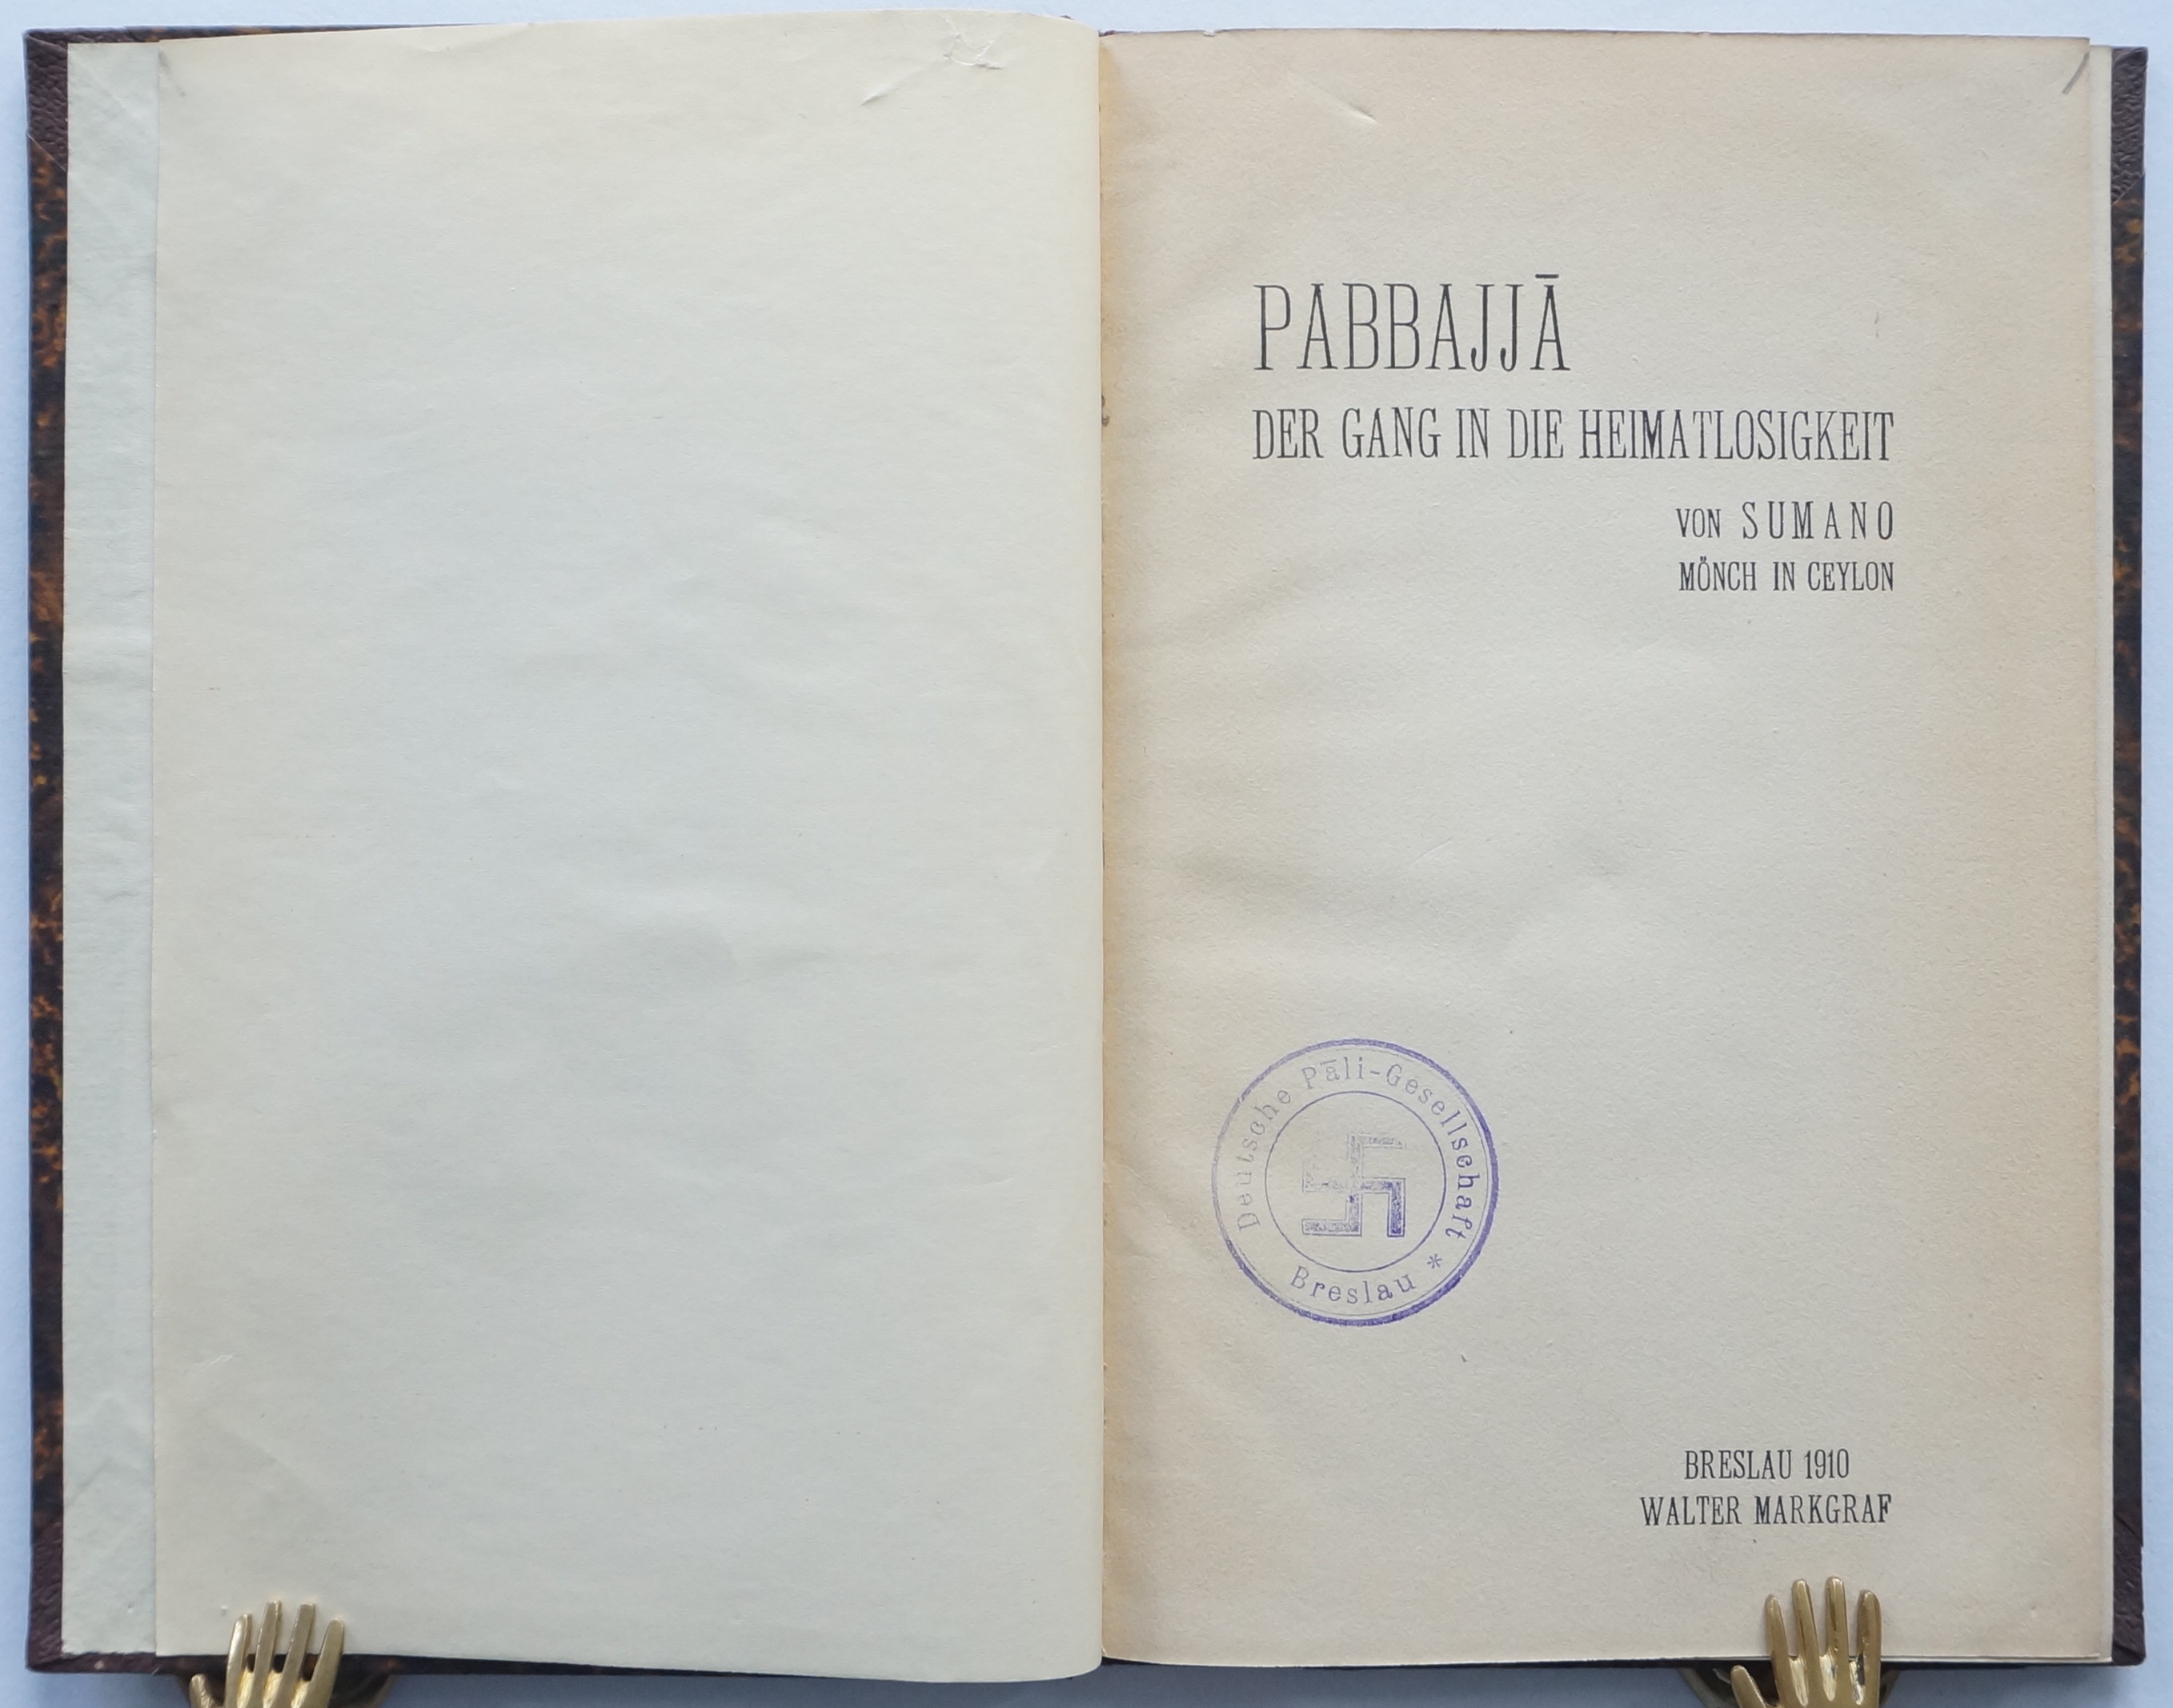 PABBAJJĀ
DER GANG IN DIE HEIMATLOSIGKEIT
VON SUMANO
MÖNCH IN CEYLON
Deutsche Pāli-Gesellschaft *
Breslau
BRESLAU 1910
WALTER MARKGRAF